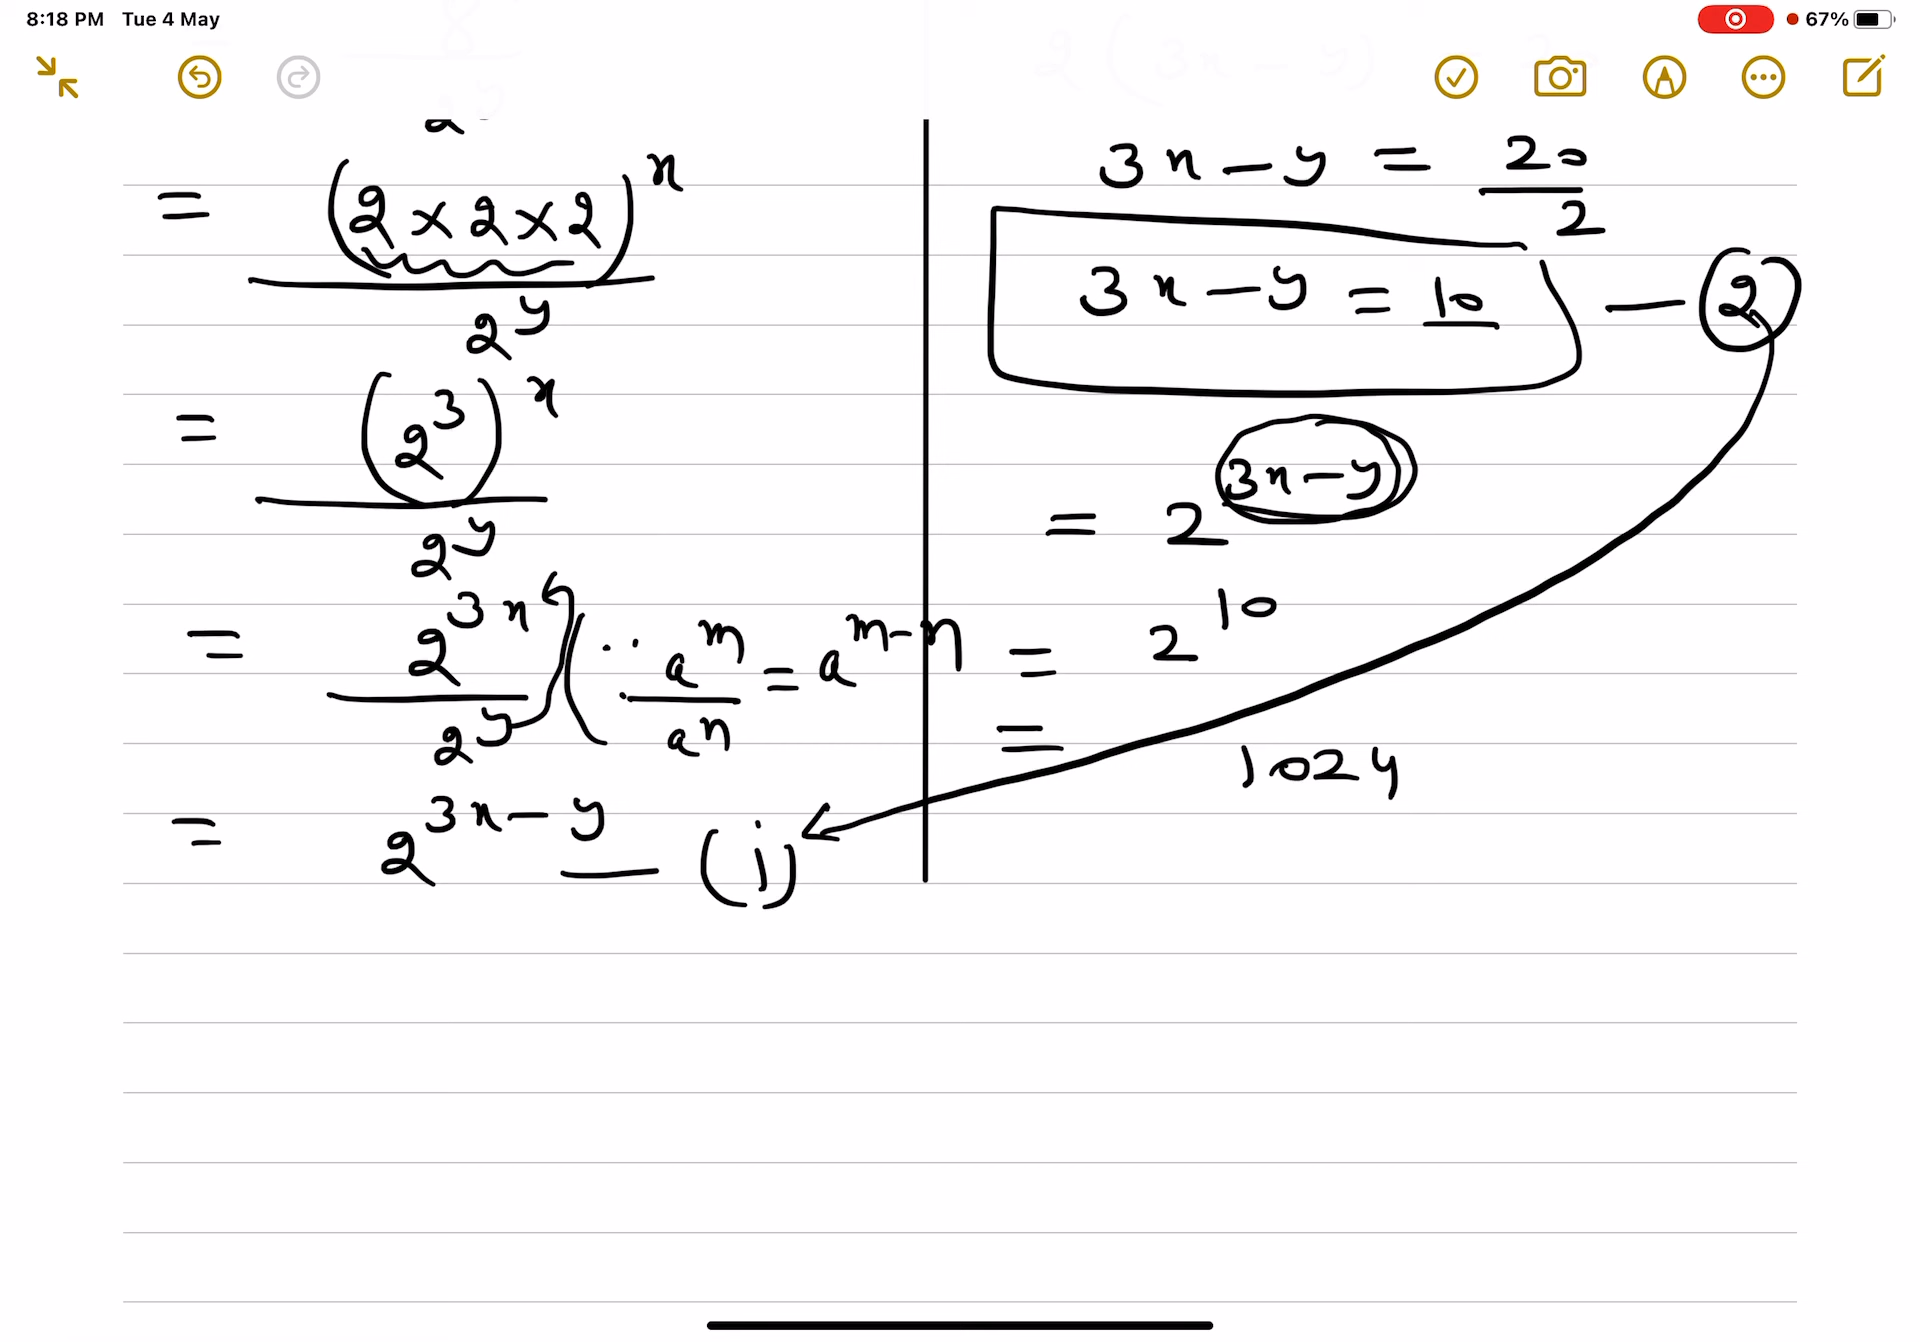 8:18 PM Tue 4 May
67%
= (2 × 2 × 2)^x
2^y
= (2^3)^x
2^y
= 2^3x
2^y
(∵ a^m = a^m-n
a^n
= 2^3x-y — (i)
3x - y = 20
2
3x - y = 10 — 2
= 2^3x-y
= 2^10
= 1024